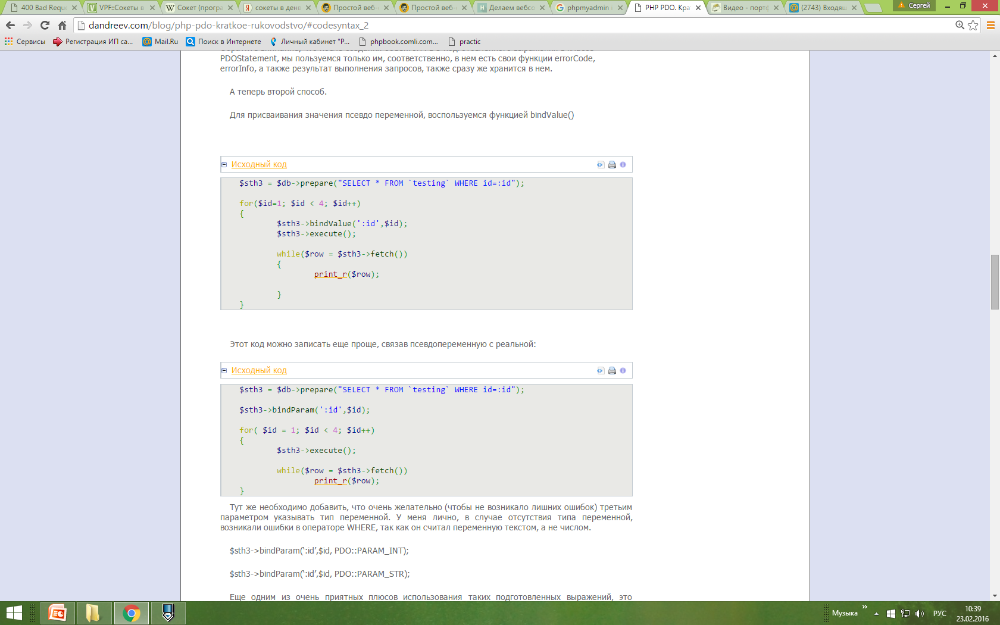 400 Bad Reque
VPF::Сокеты в
Сокет (програ
сокеты в денв
Простой веб-
Простой веб-
Делаем вебсо
phpmyadmin
PHP PDO. Кра
Видео - портф
(2743) Входящ
Сергей
dandreev.com/blog/php-pdo-kratkoe-rukovodstvo/#codesyntax_2
Сервисы
Регистрация ИП са...
Mail.Ru
Поиск в Интернете
Личный кабинет "Р...
phpbook.comli.com...
practic
PDOStatement, мы пользуемся только им, соответственно, в нем есть свои функции errorCode,
errorInfo, а также результат выполнения запросов, также сразу же хранится в нем.
А теперь второй способ.
Для присваивания значения псевдо переменной, воспользуемся функцией bindValue()
Исходный код
$sth3 = $db->prepare("SELECT * FROM `testing` WHERE id=:id");
for($id=1; $id < 4; $id++)
{
$sth3->bindValue(':id',$id);
$sth3->execute();
while($row = $sth3->fetch())
{
print_r($row);
}
}
Этот код можно записать еще проще, связав псевдопеременную с реальной:
Исходный код
$sth3 = $db->prepare("SELECT * FROM `testing` WHERE id=:id");
$sth3->bindParam(':id',$id);
for( $id = 1; $id < 4; $id++)
{
$sth3->execute();
while($row = $sth3->fetch())
print_r($row);
}
Тут же необходимо добавить, что очень желательно (чтобы не возникало лишних ошибок) третьим
параметром указывать тип переменной. У меня лично, в случае отсутствия типа переменной,
возникали ошибки в операторе WHERE, так как он считал переменную текстом, а не числом.
$sth3->bindParam(‘:id’,$id, PDO::PARAM_INT);
$sth3->bindParam(‘:id’,$id, PDO::PARAM_STR);
Еще одним из очень приятных плюсов использования таких подготовленных выражений, это
Музыка
РУС
10:39
23.02.2016